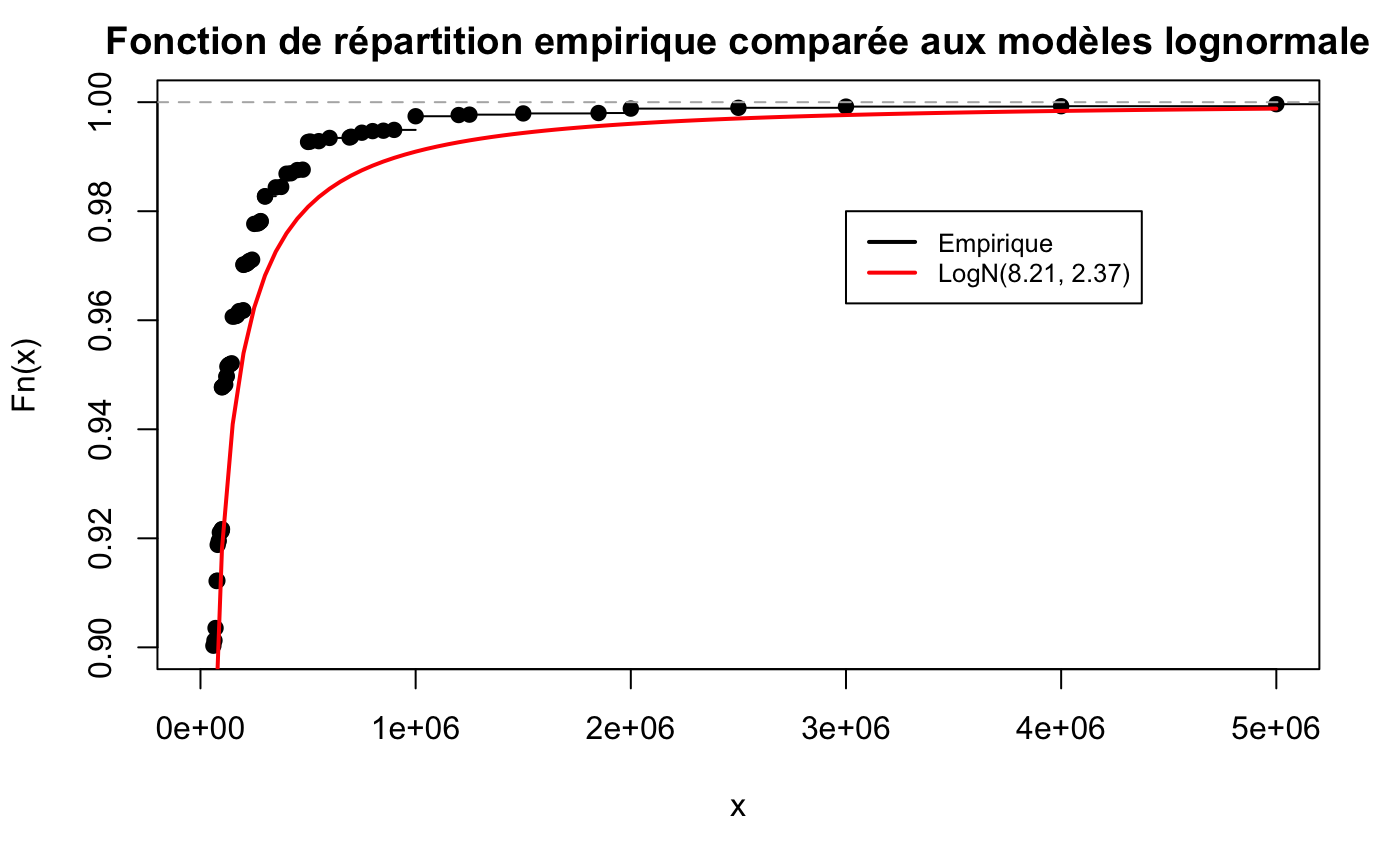 Fonction de répartition empirique comparée aux modèles lognormale
Fn(x)
1.00
0.98
0.96
0.94
0.92
0.90
Empirique
LogN(8.21, 2.37)
0e+00 1e+06 2e+06 3e+06 4e+06 5e+06
x